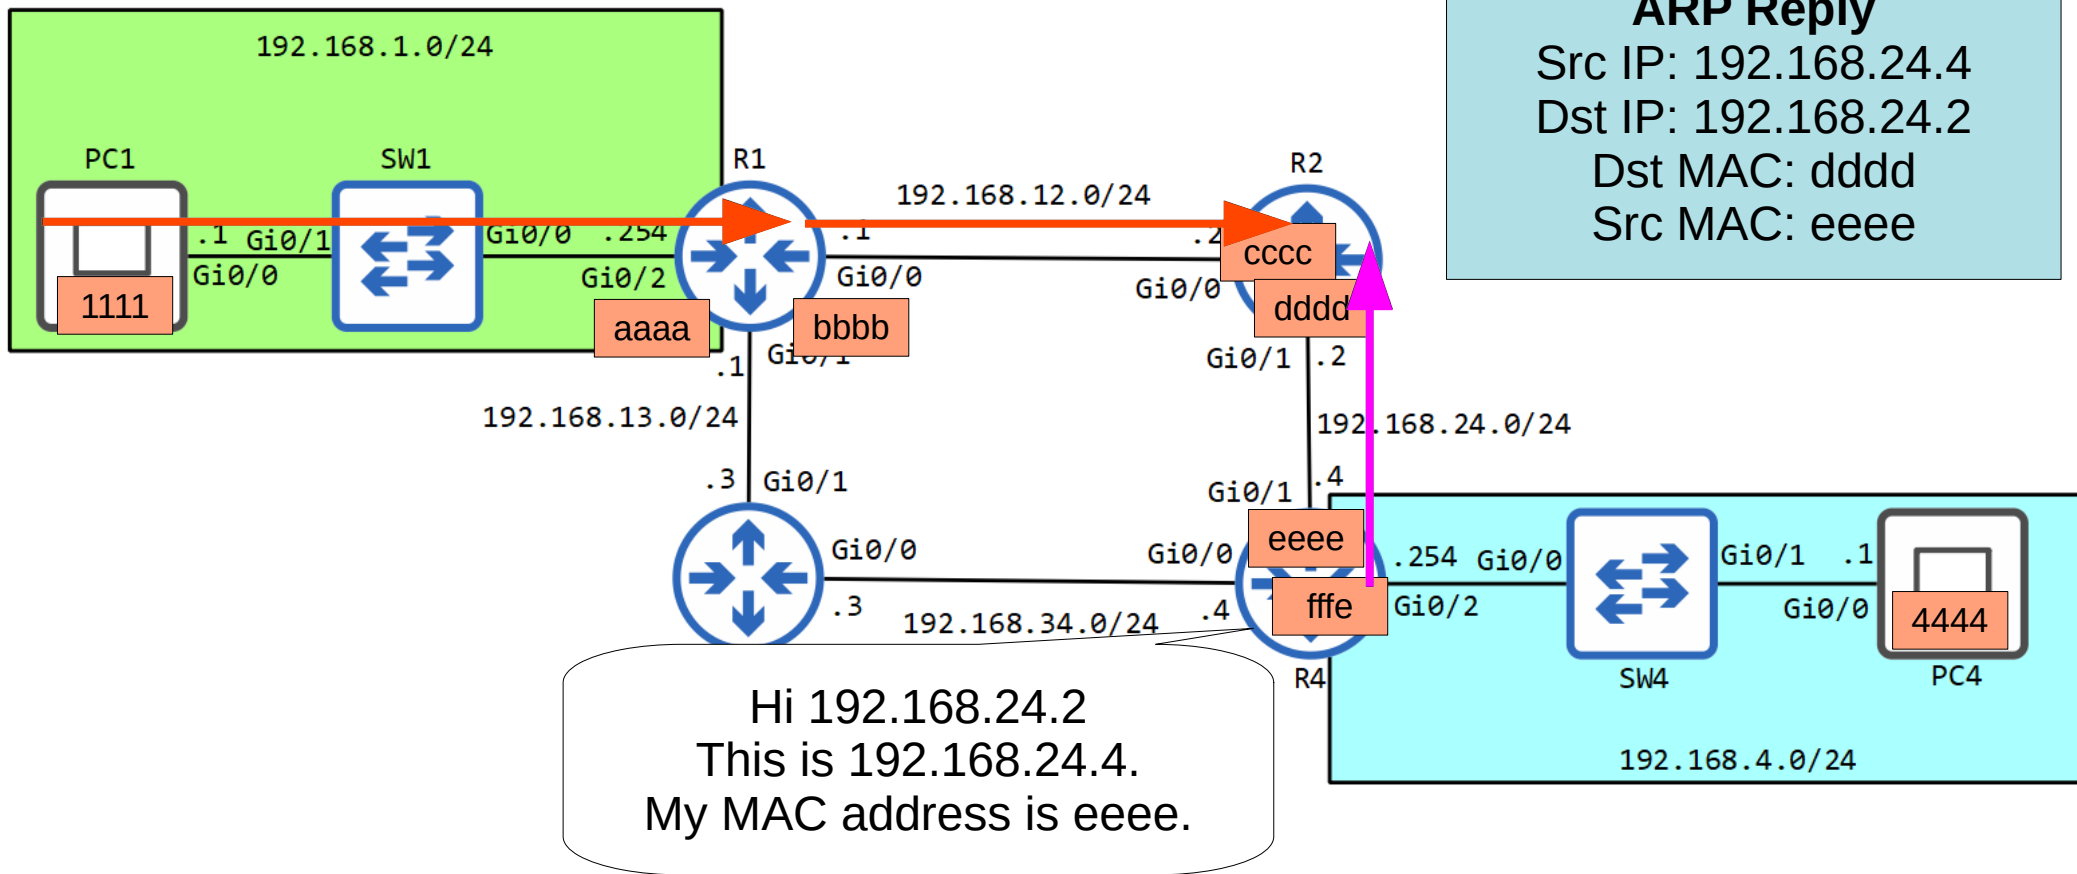 192.168.1.0/24
ARP Reply
Src IP: 192.168.24.4
Dst IP: 192.168.24.2
Dst MAC: dddd
Src MAC: eeee
PC1
SW1
R1
R2
192.168.12.0/24
.1 Gi0/1
Gi0/0 .254
.1
.2
Gi0/0
Gi0/2
Gi0/0
Gi0/0
cccc
1111
aaaa
bbbb
dddd
.1
Gi0/1
Gi0/1 .2
192.168.13.0/24
192.168.24.0/24
.3 Gi0/1
.4
Gi0/1
eeee
Gi0/0
Gi0/0
.254 Gi0/0
Gi0/1 .1
.3
192.168.34.0/24
.4
fffe
Gi0/2
Gi0/0
4444
R4
SW4
PC4
Hi 192.168.24.2
This is 192.168.24.4.
My MAC address is eeee.
192.168.4.0/24